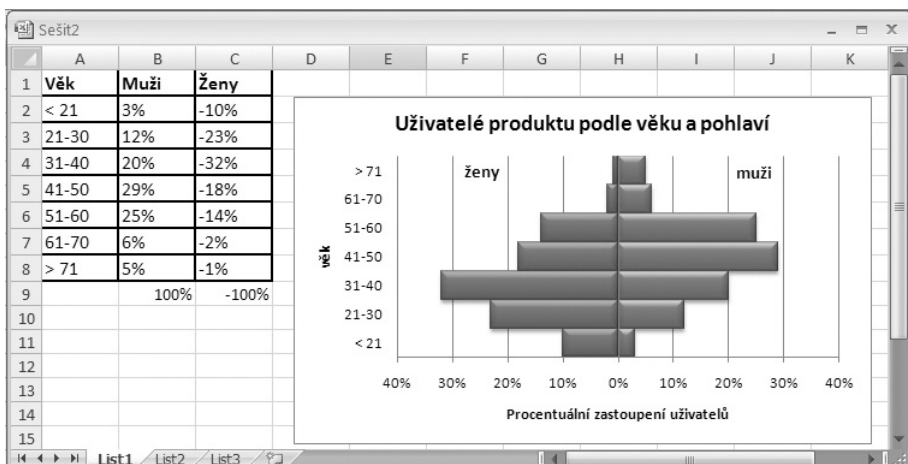 Sešit2
A B C D E F G H I J K
1 Věk Muži Ženy
2 < 21 3% -10%
3 21-30 12% -23%
4 31-40 20% -32%
5 41-50 29% -18%
6 51-60 25% -14%
7 61-70 6% -2%
8 > 71 5% -1%
9 100% -100%
10
11
12
13
14
15
Uživatelé produktu podle věku a pohlaví
ženy muži
> 71
61-70
51-60
41-50
31-40
21-30
< 21
věk
40% 30% 20% 10% 0% 10% 20% 30% 40%
Procentuální zastoupení uživatelů
List1 List2 List3